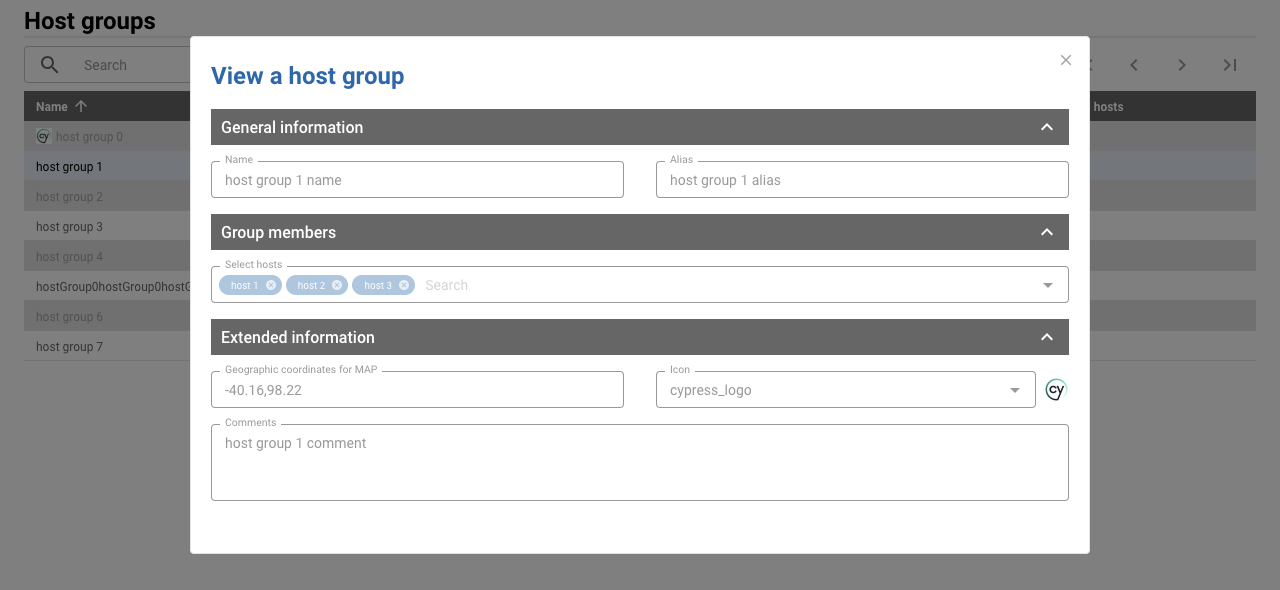 Host groups
Search
View a host group
Name
hosts
General information
cy host group 0
host group 1
Name
Alias
host group 1 name
host group 1 alias
host group 2
host group 3
Group members
host group 4
Select hosts
host 1
host 2
host 3
Search
hostGroup0hostGroup0host
host group 6
Extended information
host group 7
Geographic coordinates for MAP
Icon
-40.16,98.22
cypress_logo
cy
Comments
host group 1 comment